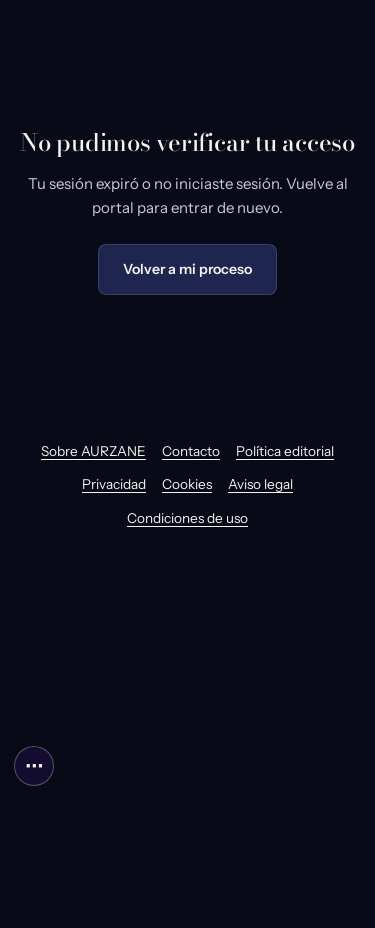 No pudimos verificar tu acceso
Tu sesión expiró o no iniciaste sesión. Vuelve al
portal para entrar de nuevo.
Volver a mi proceso
Sobre AURZANE Contacto Política editorial
Privacidad Cookies Aviso legal
Condiciones de uso